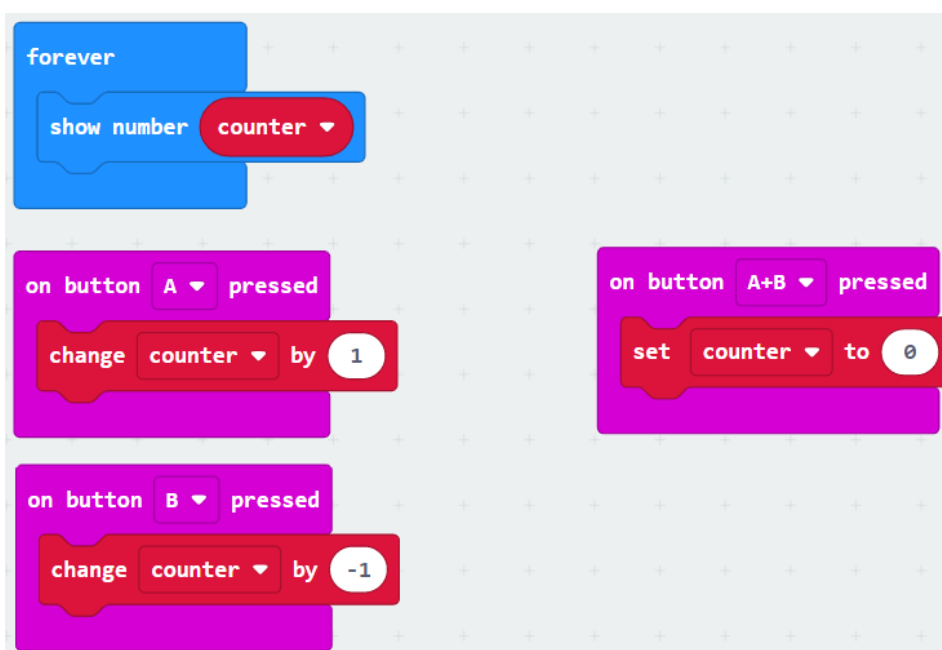 forever
show number counter
on button A pressed
change counter by 1
on button A+B pressed
set counter to 0
on button B pressed
change counter by -1